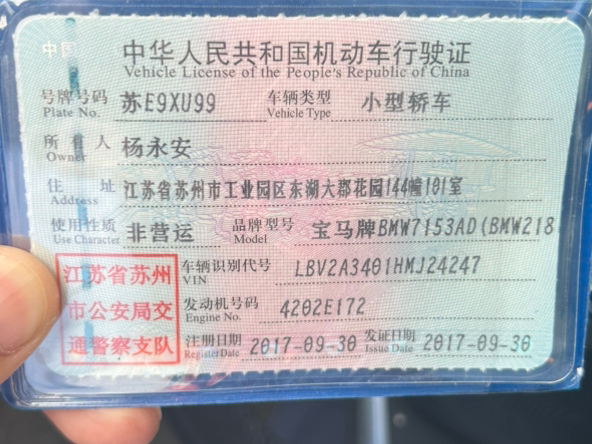 中国
中华人民共和国机动车行驶证
Vehicle License of the People's Republic of China
号牌号码 Plate No. 苏E9XU99 车辆类型 Vehicle Type 小型轿车
所有人 Owner 杨永安
住址 Address 江苏省苏州市工业园区东湖大郡花园144幢101室
使用性质 Use Character 非营运 品牌型号 Model 宝马牌BMW7153AD(BMW218
江苏省苏州 车辆识别代号 VIN LBV2A3401HMJ24247
市公安局交 发动机号码 Engine No. 4202E172
通警察支队 注册日期 Register Date 2017-09-30 发证日期 Issue Date 2017-09-30